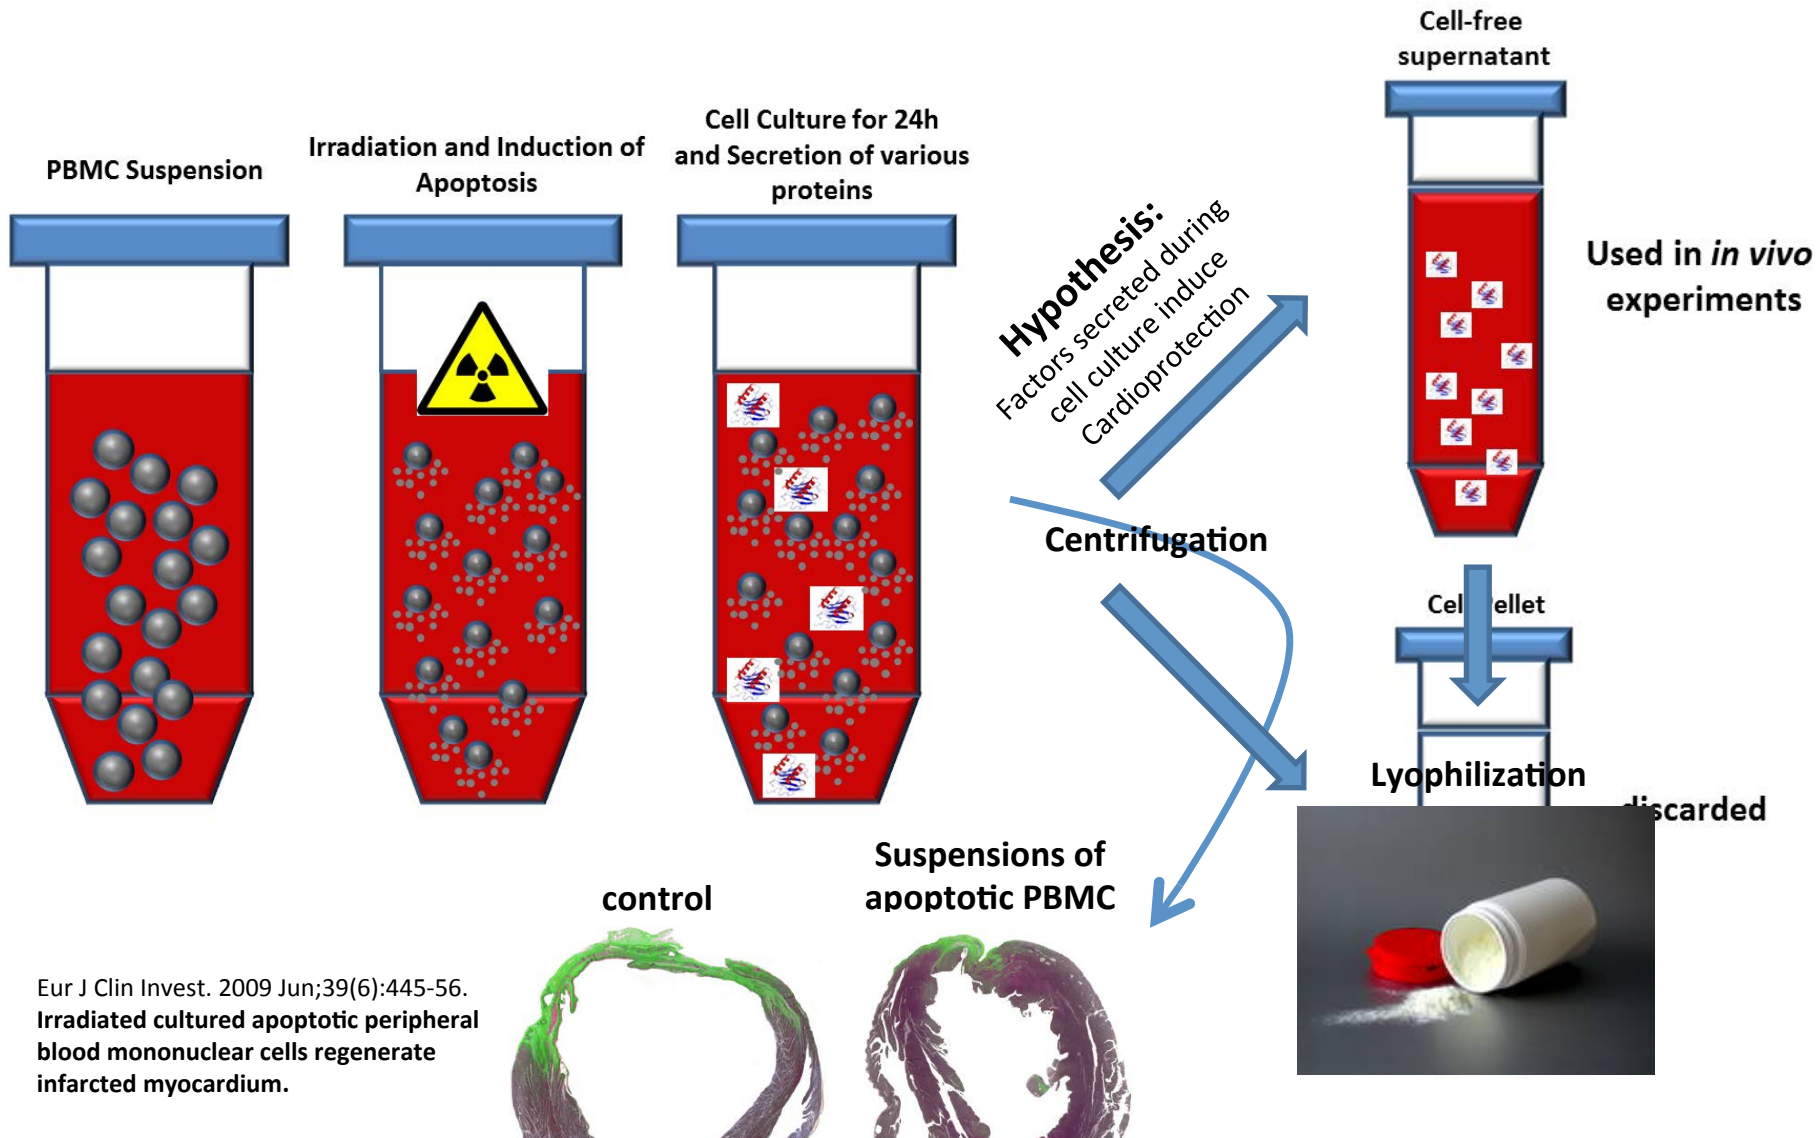 Cell-free
supernatant
PBMC Suspension
Irradiation and Induction of
Apoptosis
Cell Culture for 24h
and Secretion of various
proteins
Hypothesis:
Factors secreted during
cell culture induce
Cardioprotection
Used in in vivo
experiments
Centrifugation
Cell Pellet
Lyophilization
discarded
control
Suspensions of
apoptotic PBMC
Eur J Clin Invest. 2009 Jun;39(6):445-56.
Irradiated cultured apoptotic peripheral
blood mononuclear cells regenerate
infarcted myocardium.